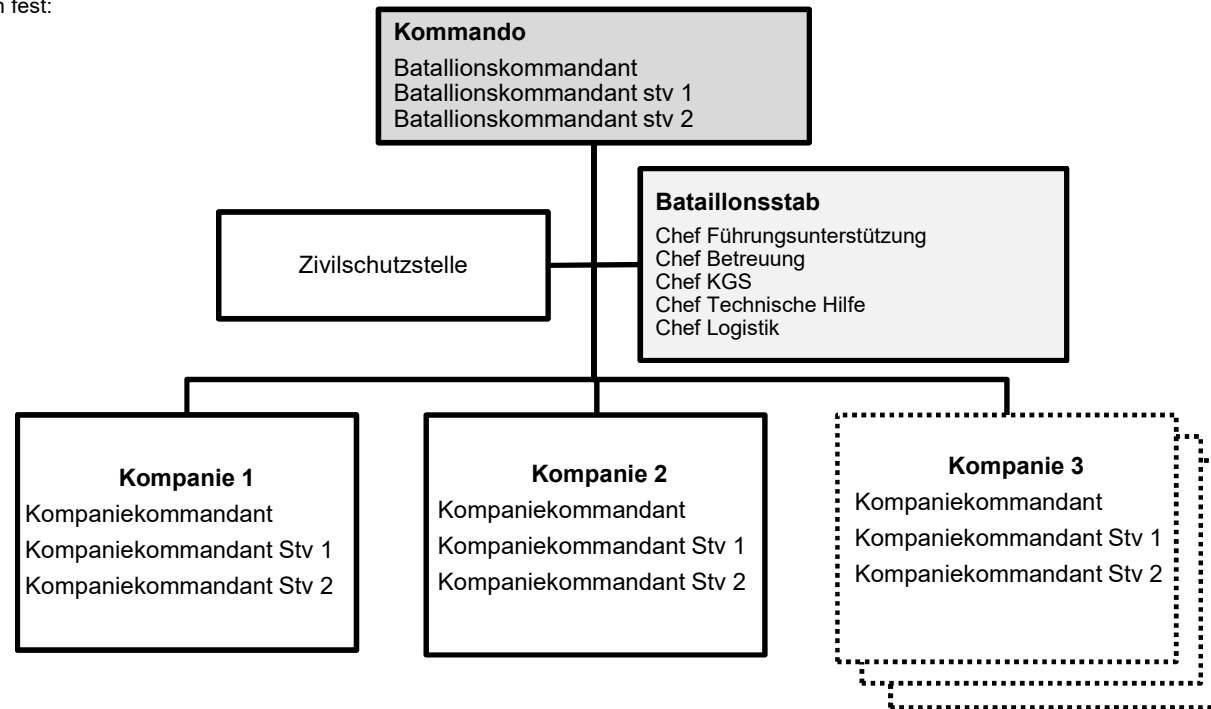 fest:
Kommando
Batallionskommandant
Batallionskommandant stv 1
Batallionskommandant stv 2
Zivilschutzstelle
Bataillonsstab
Chef Führungsunterstützung
Chef Betreuung
Chef KGS
Chef Technische Hilfe
Chef Logistik
Kompanie 1
Kompaniekommandant
Kompaniekommandant Stv 1
Kompaniekommandant Stv 2
Kompanie 2
Kompaniekommandant
Kompaniekommandant Stv 1
Kompaniekommandant Stv 2
Kompanie 3
Kompaniekommandant
Kompaniekommandant Stv 1
Kompaniekommandant Stv 2